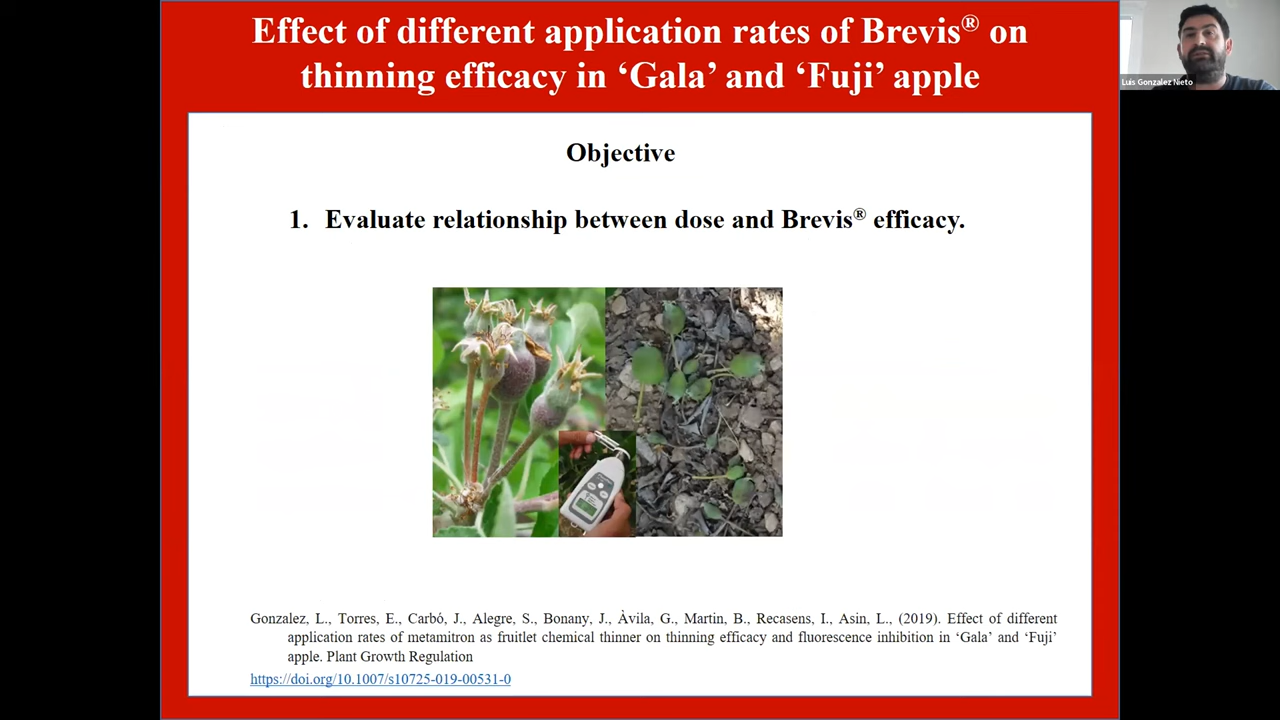 Effect of different application rates of Brevis® on
thinning efficacy in ‘Gala’ and ‘Fuji’ apple
Luis Gonzalez Nieto
Objective
1. Evaluate relationship between dose and Brevis® efficacy.
Gonzalez, L., Torres, E., Carbó, J., Alegre, S., Bonany, J., Àvila, G., Martin, B., Recasens, I., Asin, L., (2019). Effect of different
application rates of metamitron as fruitlet chemical thinner on thinning efficacy and fluorescence inhibition in ‘Gala’ and ‘Fuji’
apple. Plant Growth Regulation
https://doi.org/10.1007/s10725-019-00531-0